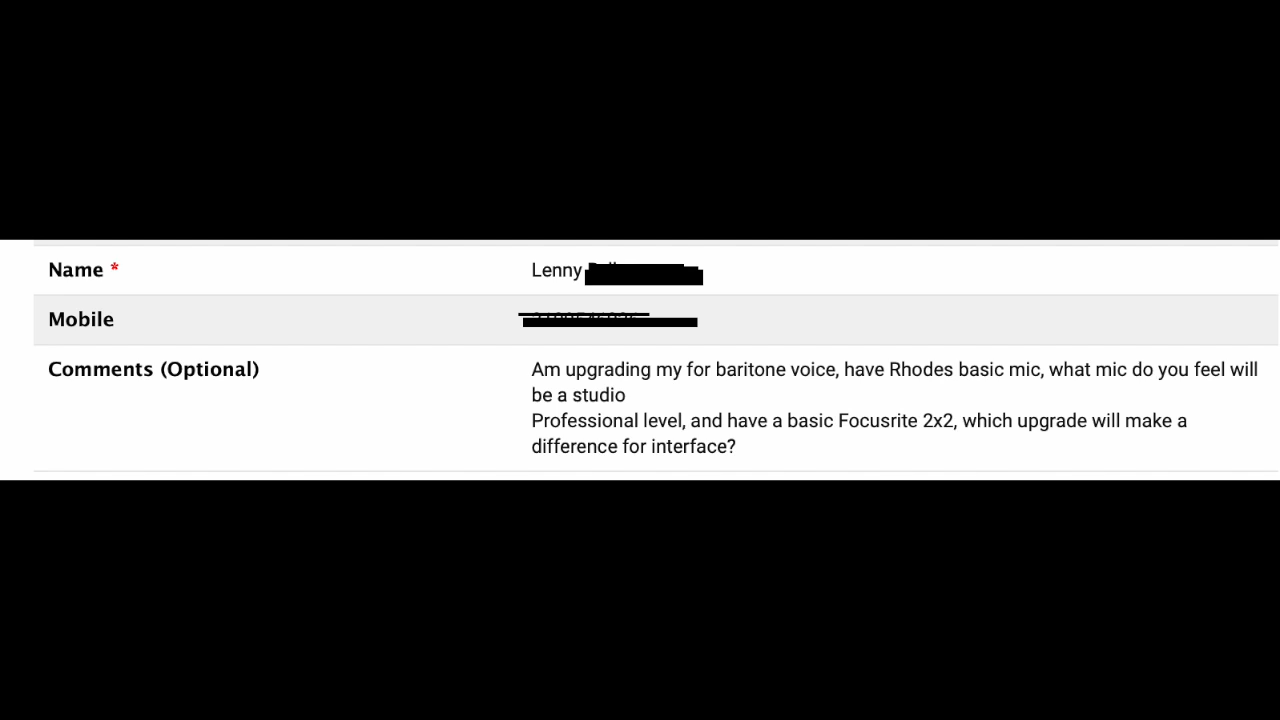 Name * Lenny
Mobile
Comments (Optional) Am upgrading my for baritone voice, have Rhodes basic mic, what mic do you feel will
be a studio
Professional level, and have a basic Focusrite 2x2, which upgrade will make a
difference for interface?